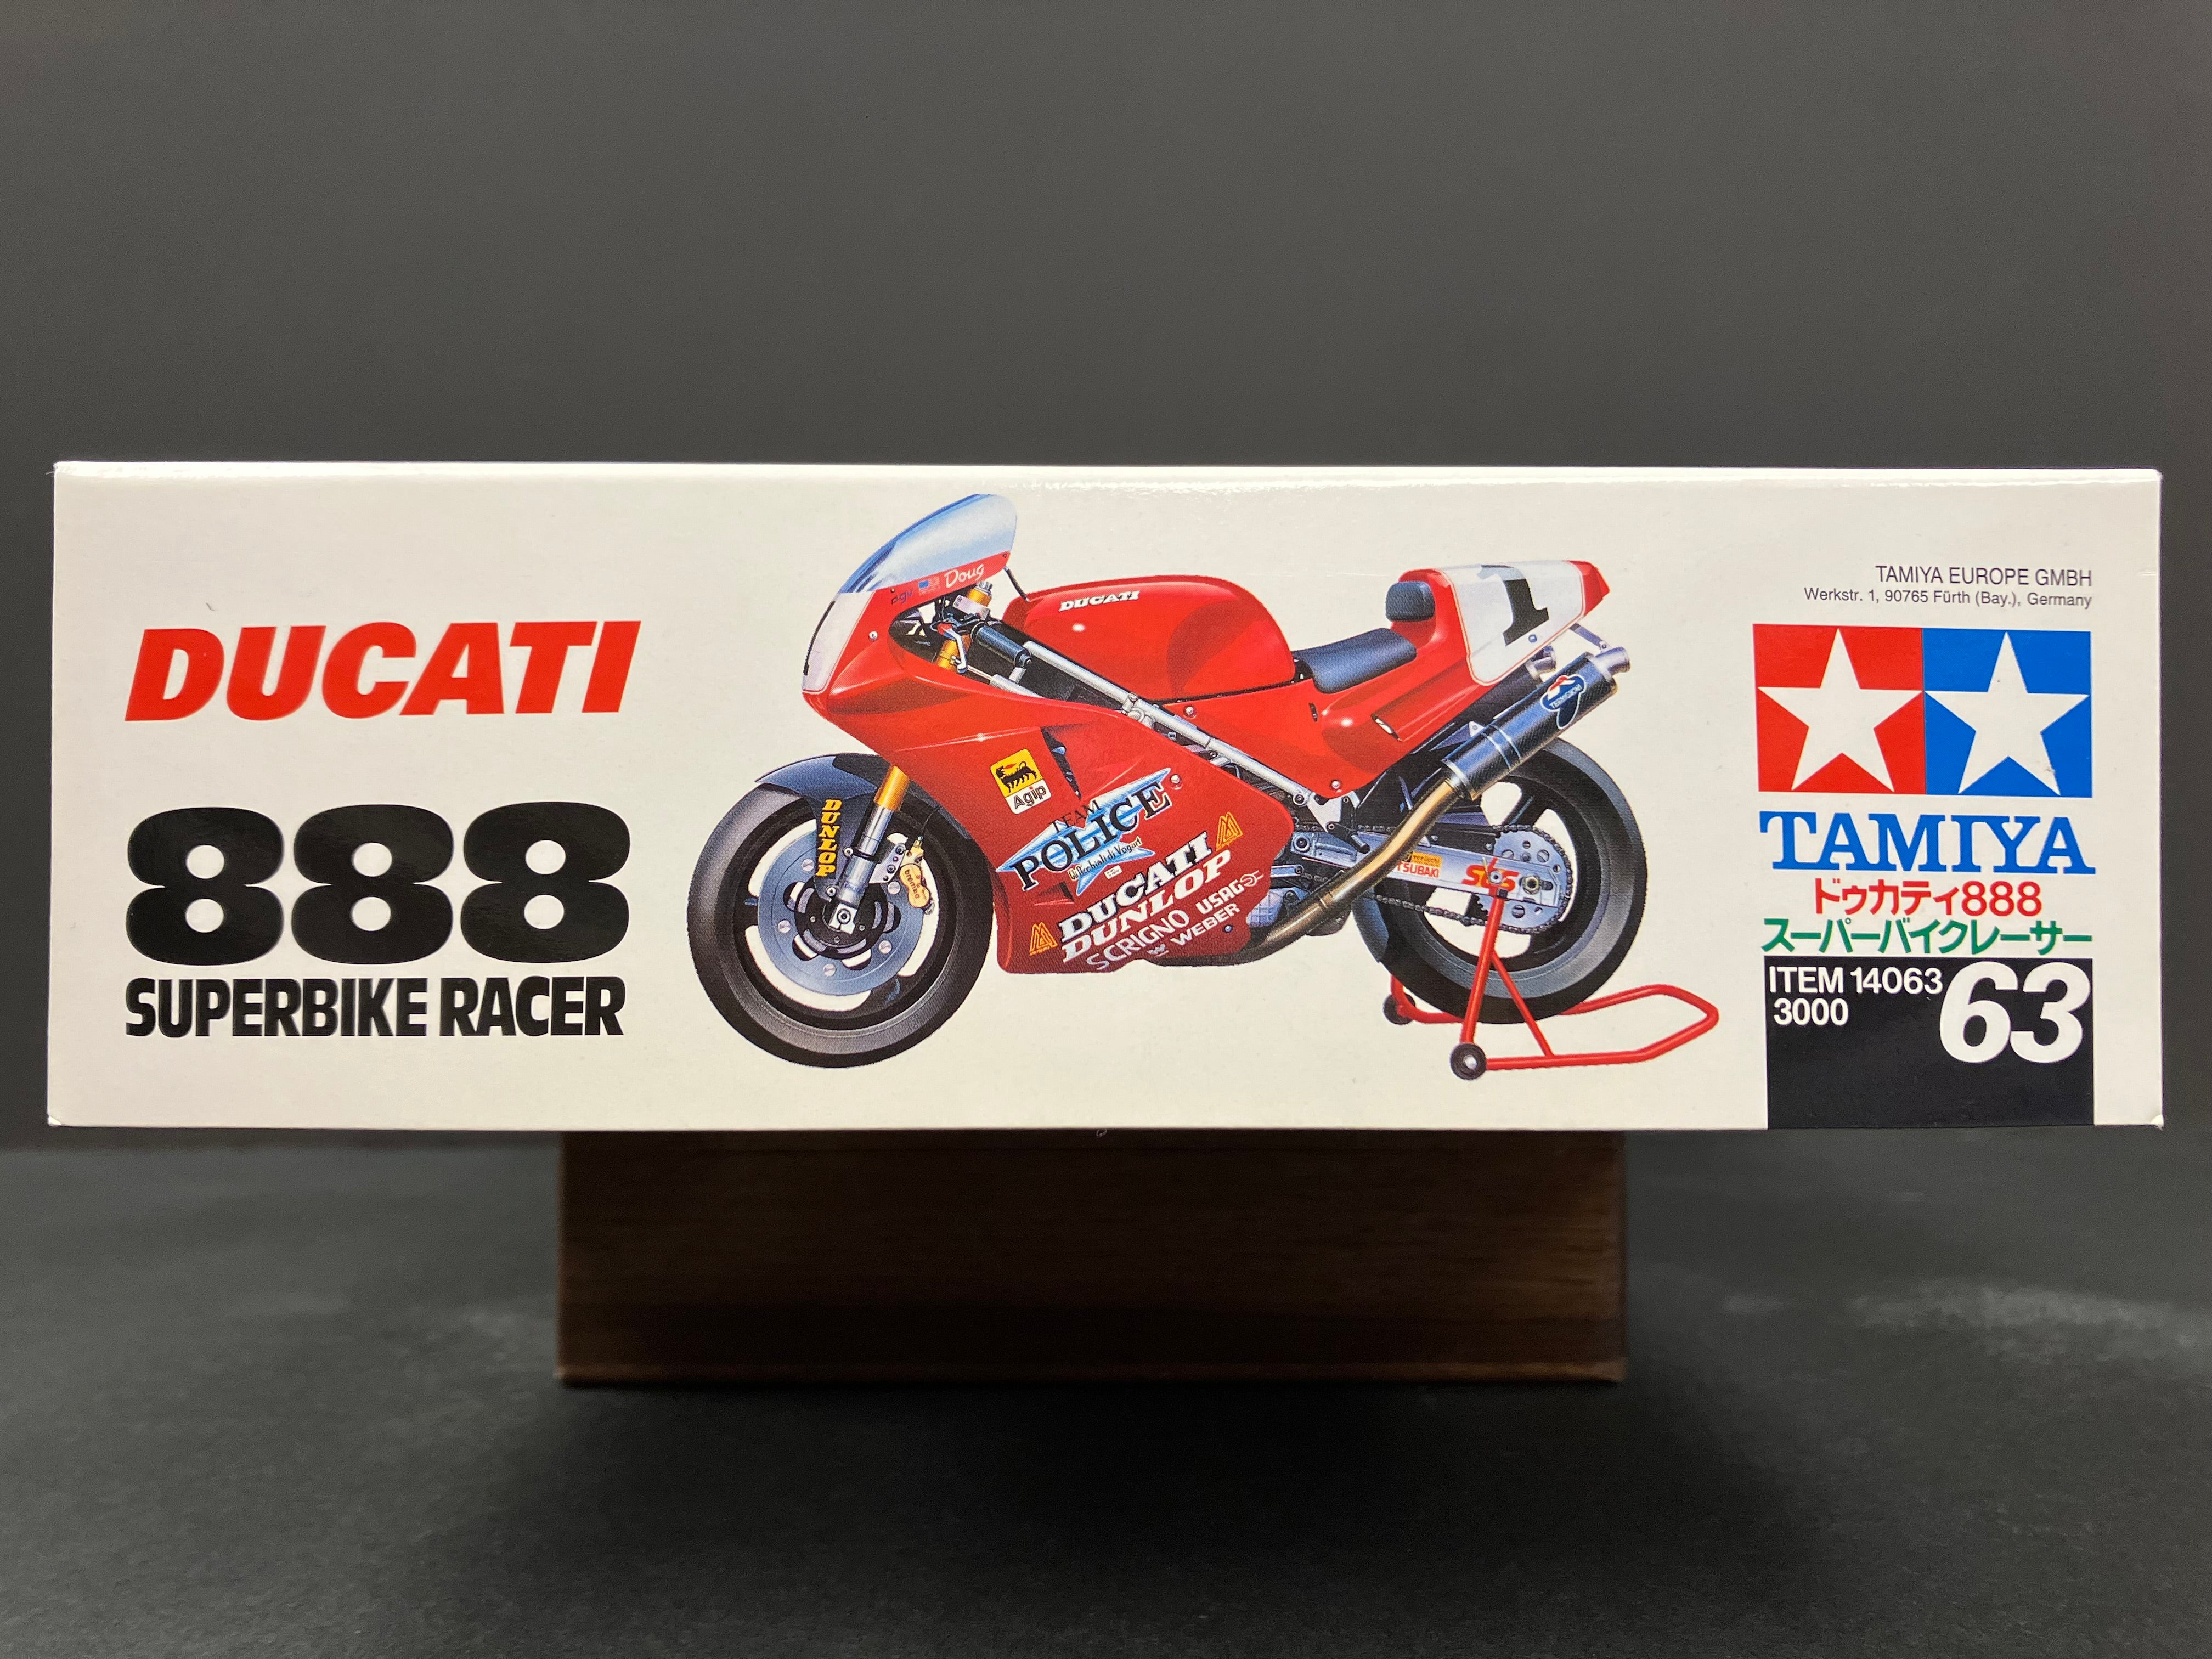 DUCATI
888
SUPERBIKE RACER
Doug
DUCATI
1
Agip
TEAM
POLICE
DUCATI
DUNLOP
SCRIGNO USAG
WEBER
DUNLOP
brembo
TERMIGNONI
TSUBAKI
TAMIYA EUROPE GMBH
Werkstr. 1, 90765 Fürth (Bay.), Germany
TAMIYA
ドゥカティ888
スーパーバイクレーサー
ITEM 14063
3000
63